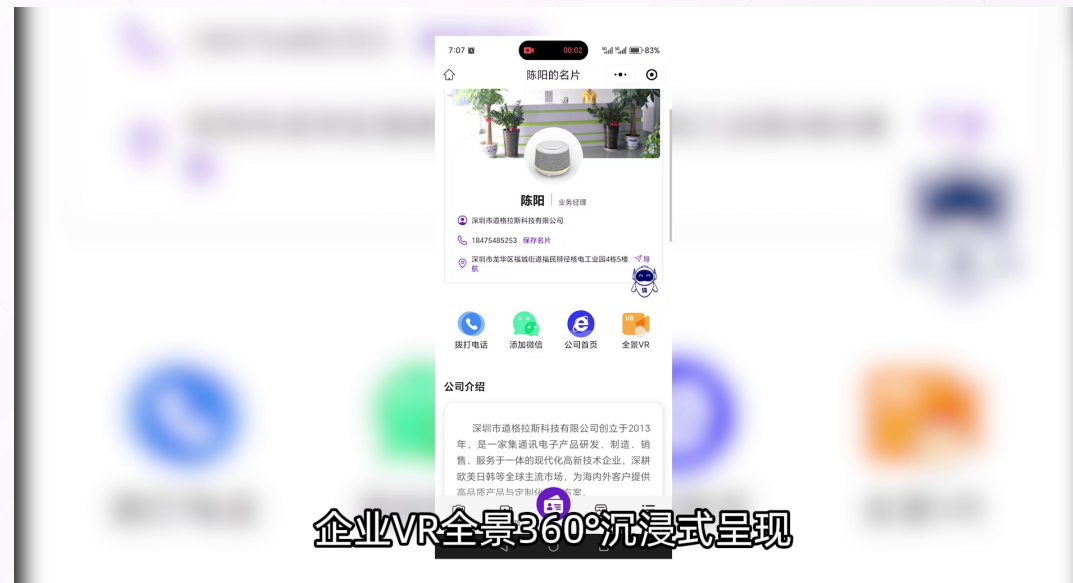 7:07
00:02
83%
陈阳的名片
陈阳
业务经理
深圳市道格拉斯科技有限公司
18475485253 保存名片
深圳市龙华区福城街道福民狮径核电工业园4栋5楼
导航
拨打电话
添加微信
公司首页
VR
全景VR
公司介绍
深圳市道格拉斯科技有限公司创立于2013
年，是一家集通讯电子产品研发、制造、销
售、服务于一体的现代化高新技术企业，深耕
欧美日韩等全球主流市场，为海内外客户提供
高品质产品与定制化
方案。
企业VR全景360°沉浸式呈现